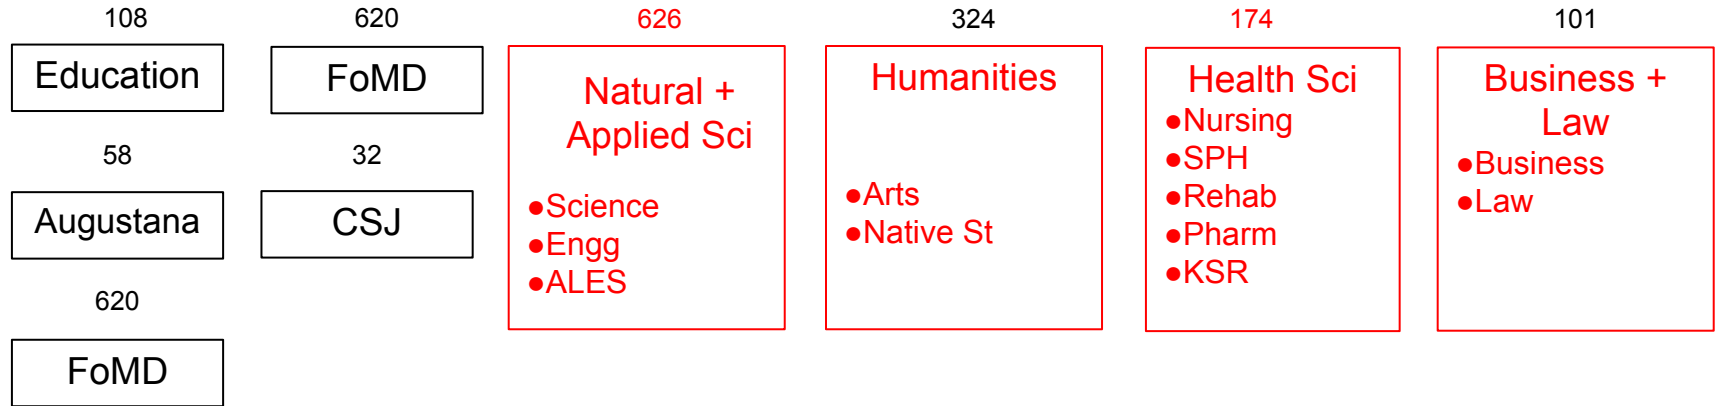 108
Education
58
Augustana
620
FoMD
620
FoMD
32
CSJ
626
Natural +
Applied Sci
●Science
●Engg
●ALES
324
Humanities
●Arts
●Native St
174
Health Sci
●Nursing
●SPH
●Rehab
●Pharm
●KSR
101
Business +
Law
●Business
●Law